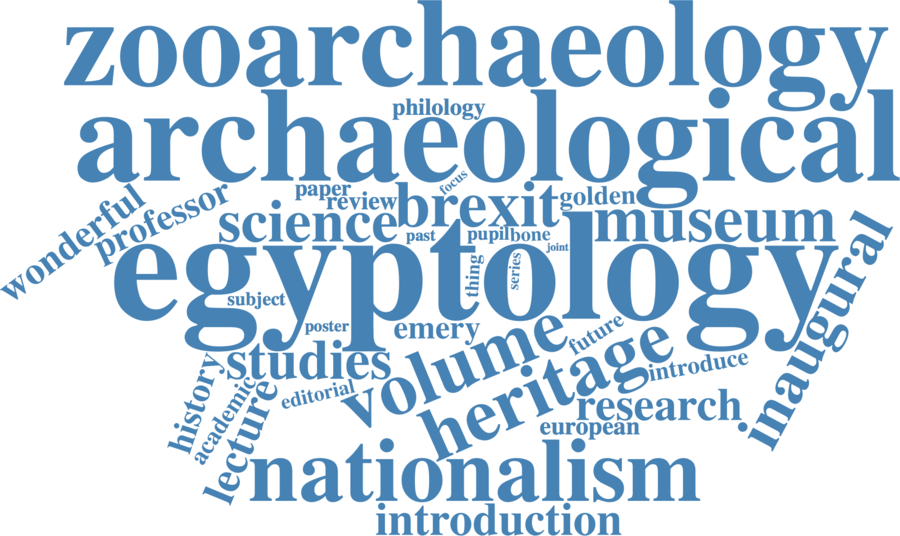 zooarchaeology
philology
archaeological
focus
paper
review
brexit
golden
wonderful
professor
science
museum
past
pupil
bone
joint
egyptology
thing
series
inaugural
subject
poster
emery
volume
future
studies
heritage
introduce
history
academic
lecture
editorial
research
european
nationalism
introduction